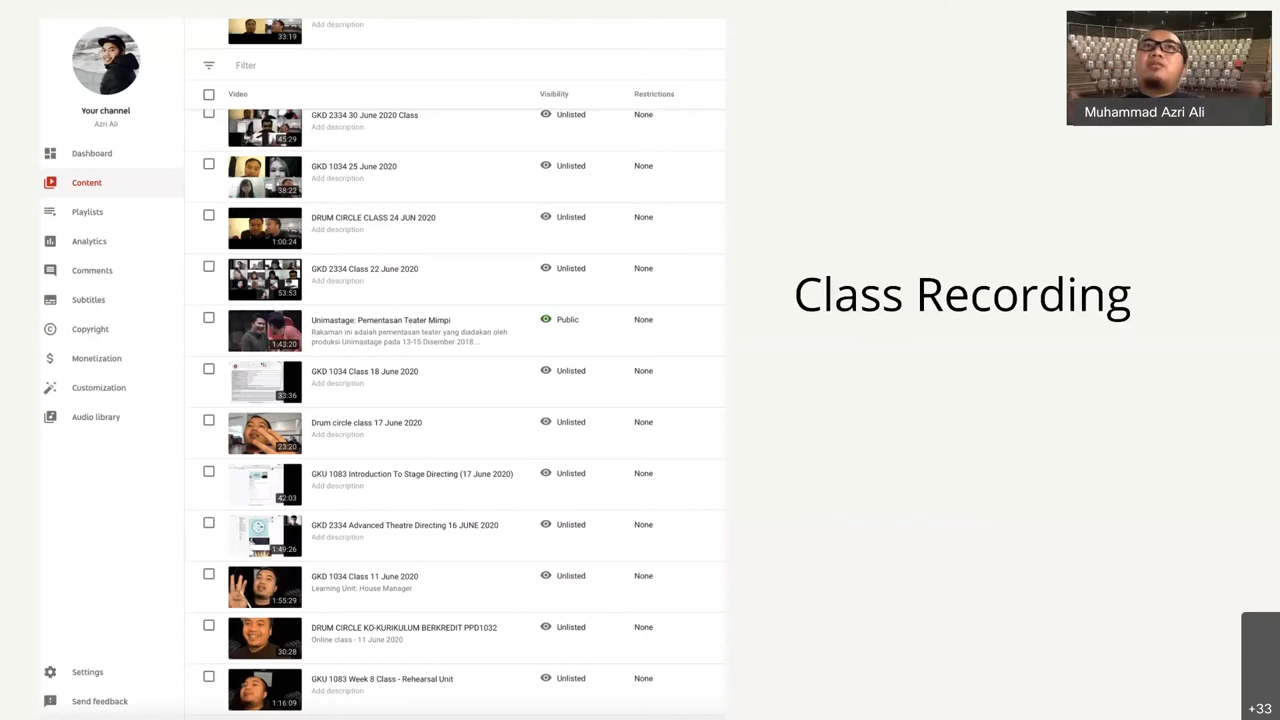 33:19
Add description
Filter
Video
Visibility
Restrictions
Your channel
Azri Ali
Dashboard
Content
Playlists
Analytics
Comments
Subtitles
Copyright
Monetization
Customization
Audio library
Settings
Send feedback
GKD 2334 30 June 2020 Class
Add description
45:29
Unlisted
None
GKD 1034 25 June 2020
Add description
38:22
Unlisted
None
DRUM CIRCLE CLASS 24 JUN 2020
Add description
1:00:24
Unlisted
None
GKD 2334 Class 22 June 2020
Add description
53:53
Unlisted
None
Unimastage: Pementasan Teater Mimpi
Rakaman ini adalah pementasan teater yang diadakan oleh
produksi Unimastage pada 13-15 Disember 2018...
1:43:20
Public
None
GKD 1034 Class 18 June 2020
Add description
33:36
Unlisted
None
Drum circle class 17 June 2020
Add description
23:20
Unlisted
None
GKU 1083 Introduction To Stage Directing (17 June 2020)
Add description
42:03
Unlisted
None
GKD 2334 Advanced Theatre Directing 16 JUNE 2020
Add description
1:49:26
Unlisted
None
GKD 1034 Class 11 June 2020
Learning Unit: House Manager
1:55:29
Unlisted
None
DRUM CIRCLE KO-KURIKULUM BERKREDIT PPD1032
Online class - 11 June 2020
30:28
Unlisted
None
GKU 1083 Week 8 Class - Rehearsal Unit
Add description
1:16:09
Unlisted
None
Class Recording
Muhammad Azri Ali
+33